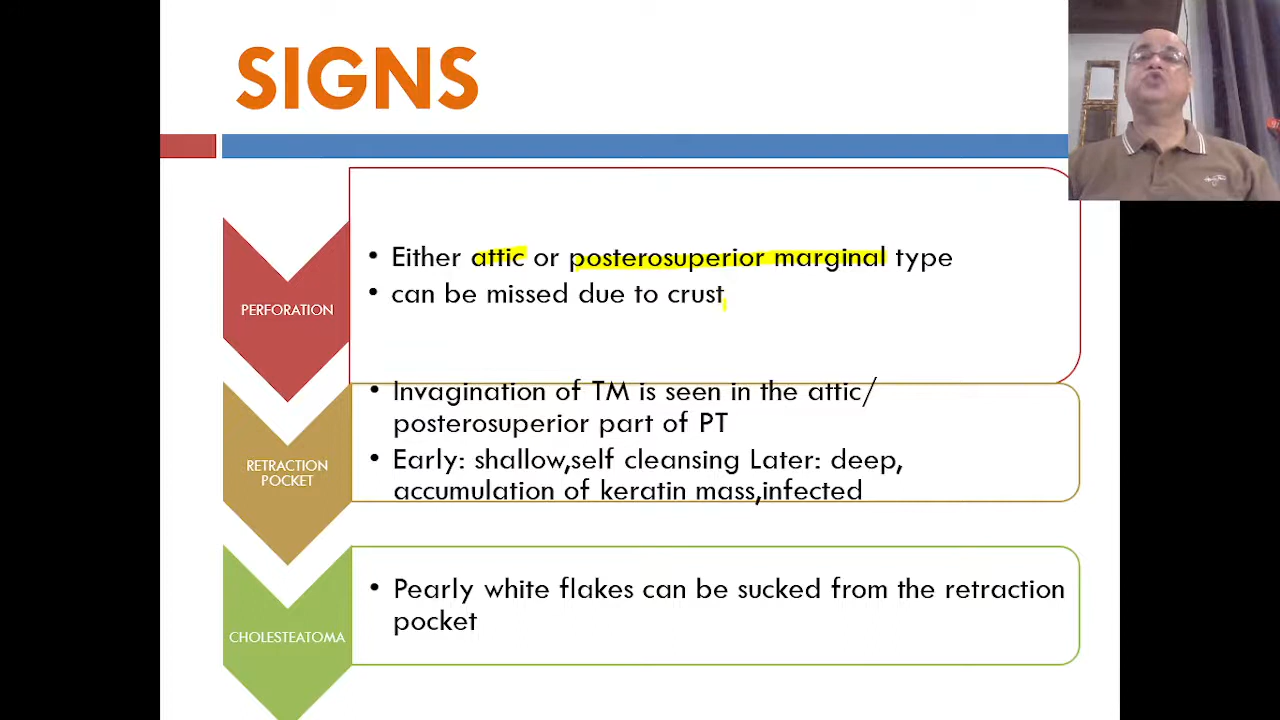 SIGNS
PERFORATION
• Either attic or posterosuperior marginal type
• can be missed due to crust
RETRACTION
POCKET
• Invagination of TM is seen in the attic/
posterosuperior part of PT
• Early: shallow,self cleansing Later: deep,
accumulation of keratin mass,infected
CHOLESTEATOMA
• Pearly white flakes can be sucked from the retraction
pocket